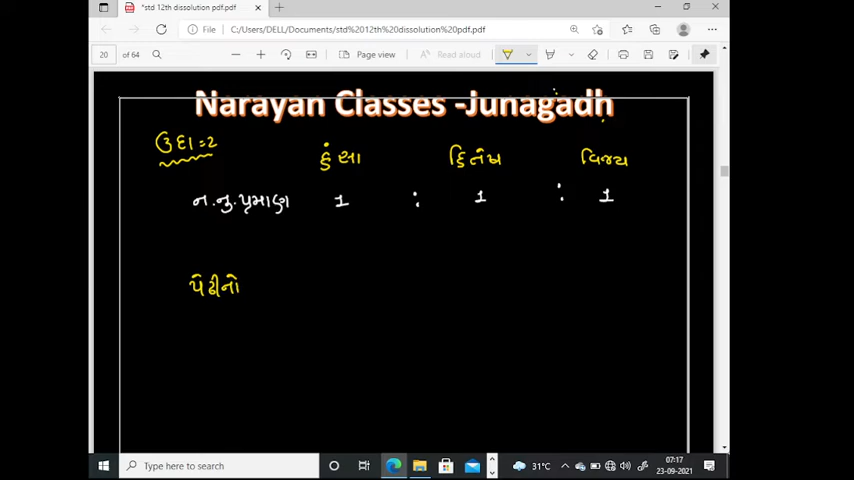 *std 12th dissolution pdf.pdf
File C:/Users/DELL/Documents/std%2012th%20dissolution%20pdf.pdf
20 of 64 Page view Read aloud
Narayan Classes -Junagadh
ઉદા=2 હંસા હિતેષ વિજય
ન.નુ.પ્રમાણ 1 : 1 : 1
પેઢીનો
Type here to search 31°C 07:17
23-09-2021